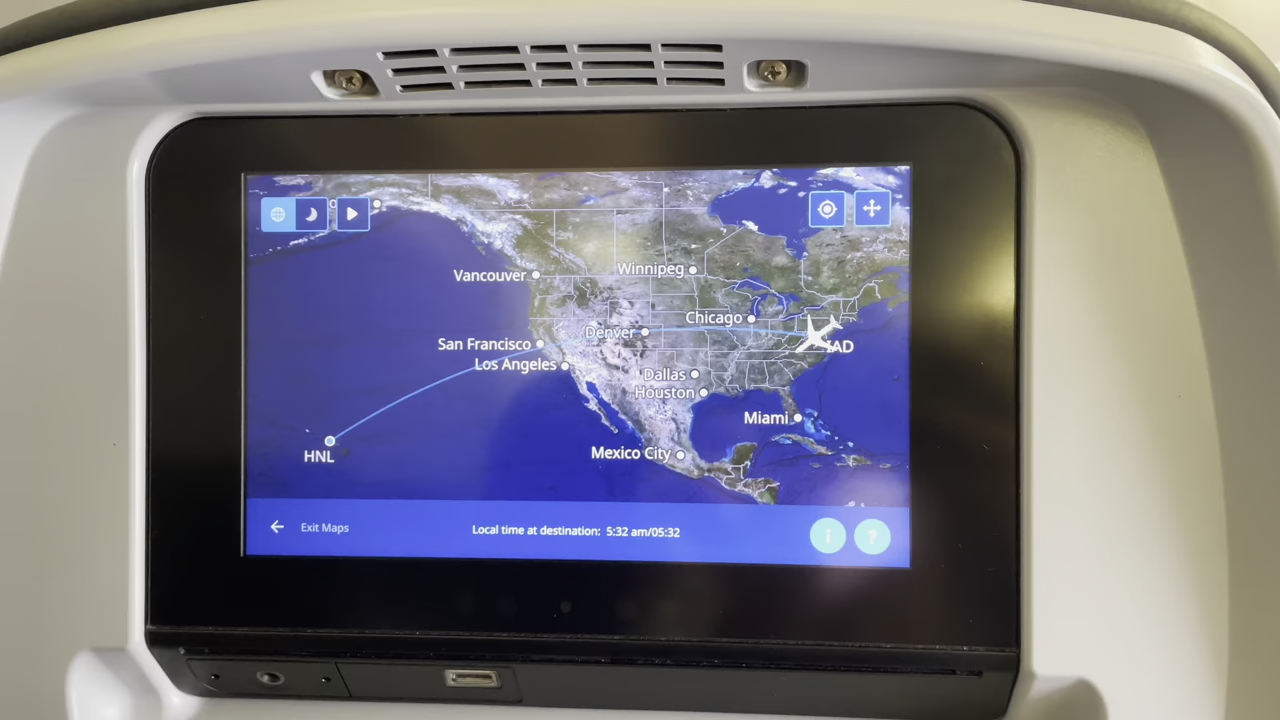 Vancouver
Winnipeg
Chicago
Denver
San Francisco
IAD
Los Angeles
Dallas
Houston
Miami
HNL
Mexico City
Exit Maps
Local time at destination: 5:32 am/05:32
i
?